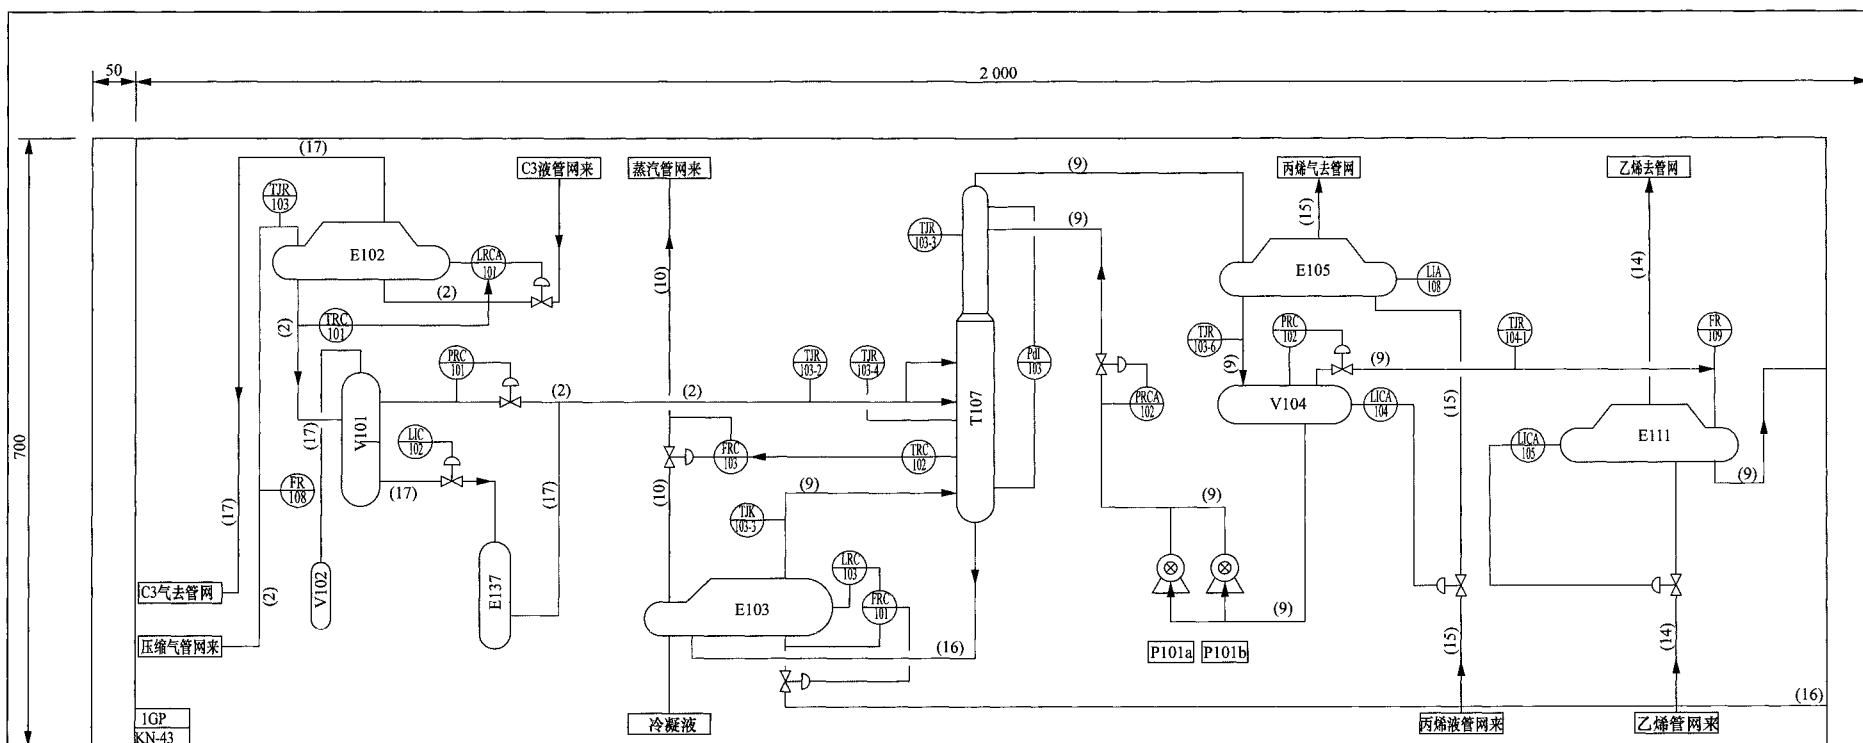 50
2 000
700
(17)
C3液管网来
蒸汽管网来
(9)
丙烯气去管网
乙烯去管网
TJR
103
(9)
(15)
TJR
103-3
E102
LRCA
101
E105
LIA
108
(10)
(14)
(2)
(2)
TRC
101
TJR
103-6
PRC
102
TJR
104-1
FR
109
PRC
101
TJR
103-2
TJR
103-4
PdI
103
(9)
(9)
(2)
(2)
T107
PRCA
102
V104
LICA
104
(15)
V101
(17)
LIC
102
FRC
103
TRC
102
LICA
105
E111
(9)
(17)
FR
108
(17)
(17)
(10)
(9)
(9)
TJK
103-3
C3气去管网
(2)
V102
E137
LRC
103
E103
FRC
101
(9)
压缩气管网来
(16)
P101a
P101b
(15)
(14)
(16)
1GP
KN-43
冷凝液
丙烯液管网来
乙烯管网来